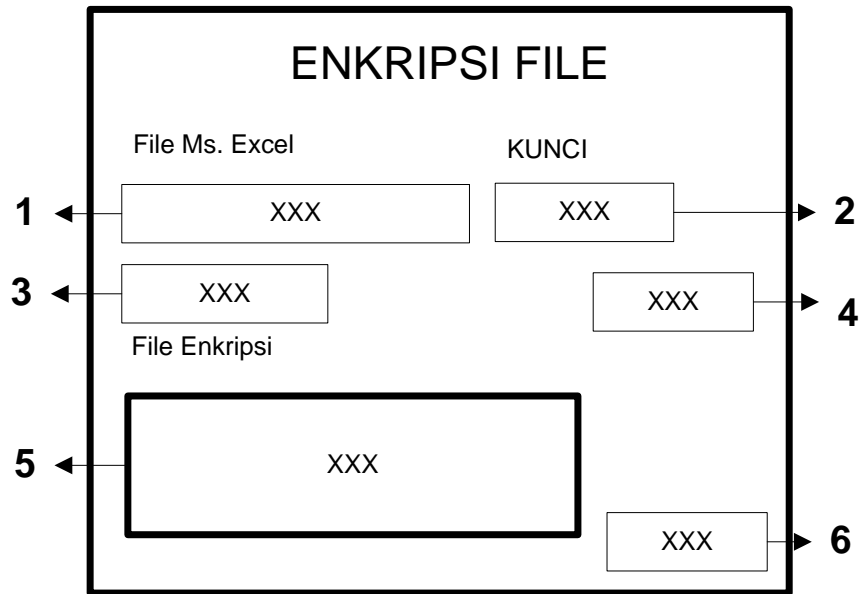 ENKRIPSI FILE
File Ms. Excel
KUNCI
1
XXX
XXX
2
3
XXX
XXX
4
File Enkripsi
5
XXX
XXX
6